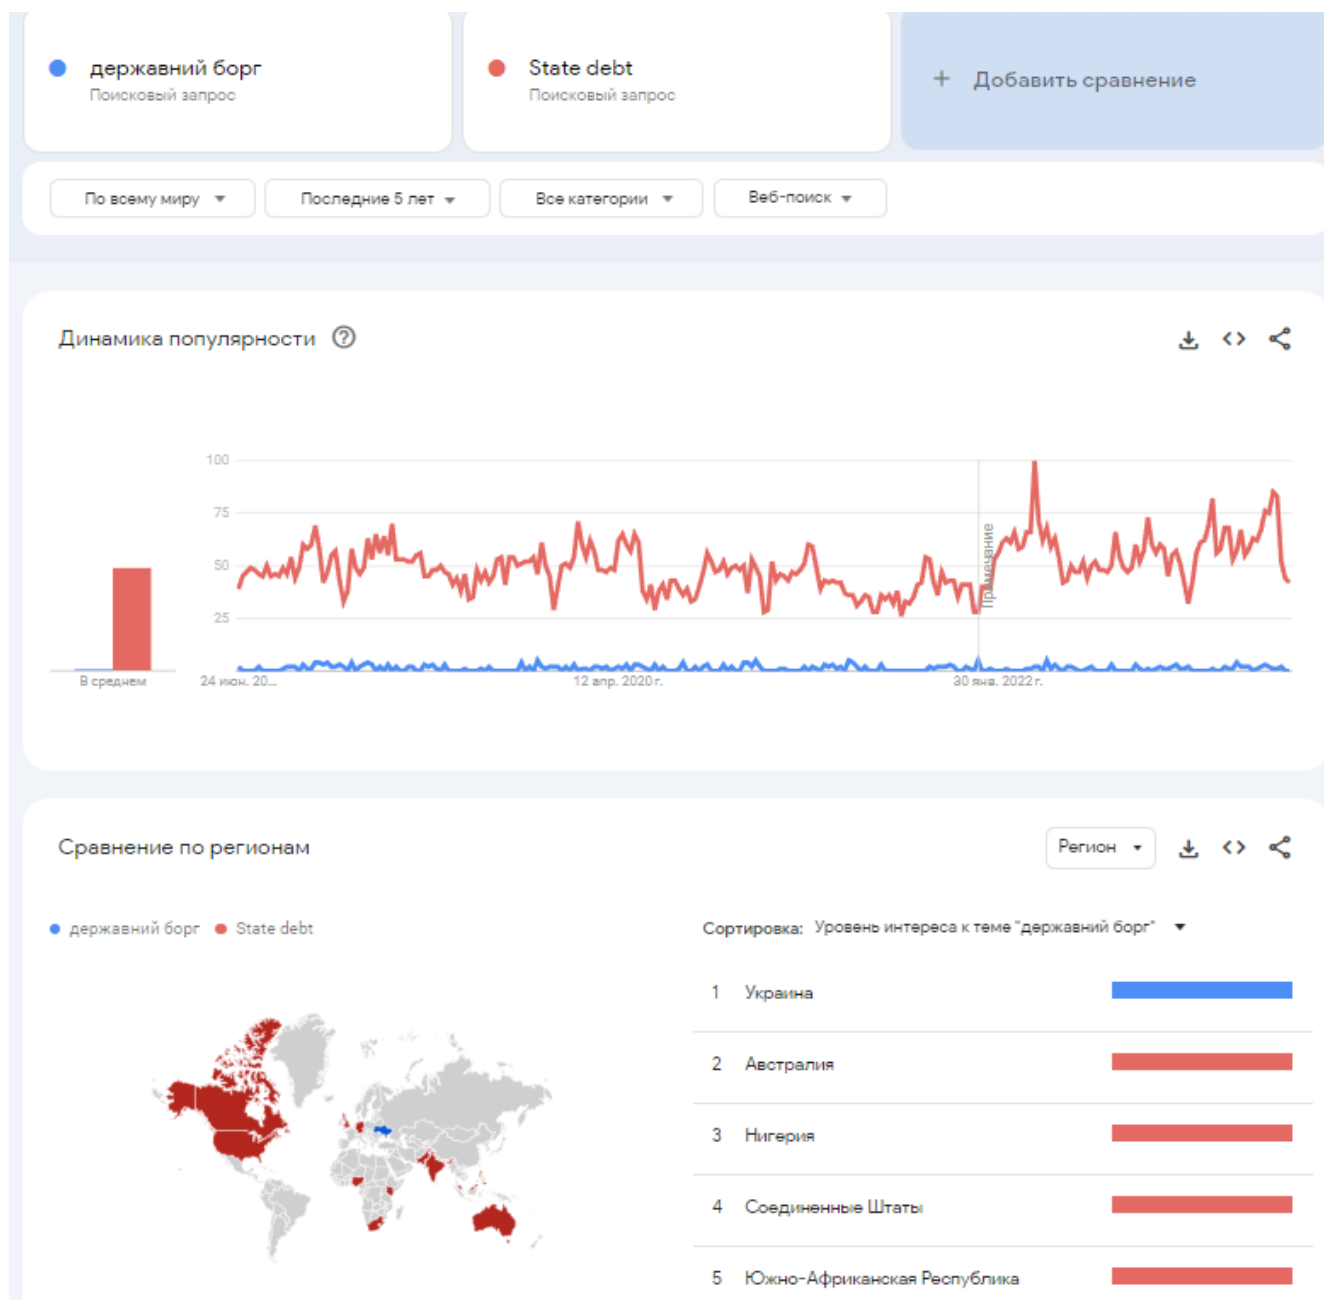 державний борг
Поисковый запрос
State debt
Поисковый запрос
+ Добавить сравнение
По всему миру
Последние 5 лет
Все категории
Веб-поиск
Динамика популярности
100
75
50
25
Примечание
В среднем
24 июн. 20...
12 апр. 2020 г.
30 янв. 2022 г.
Сравнение по регионам
Регион
державний борг State debt
Сортировка: Уровень интереса к теме "державний борг"
1 Украина
2 Австралия
3 Нигерия
4 Соединенные Штаты
5 Южно-Африканская Республика